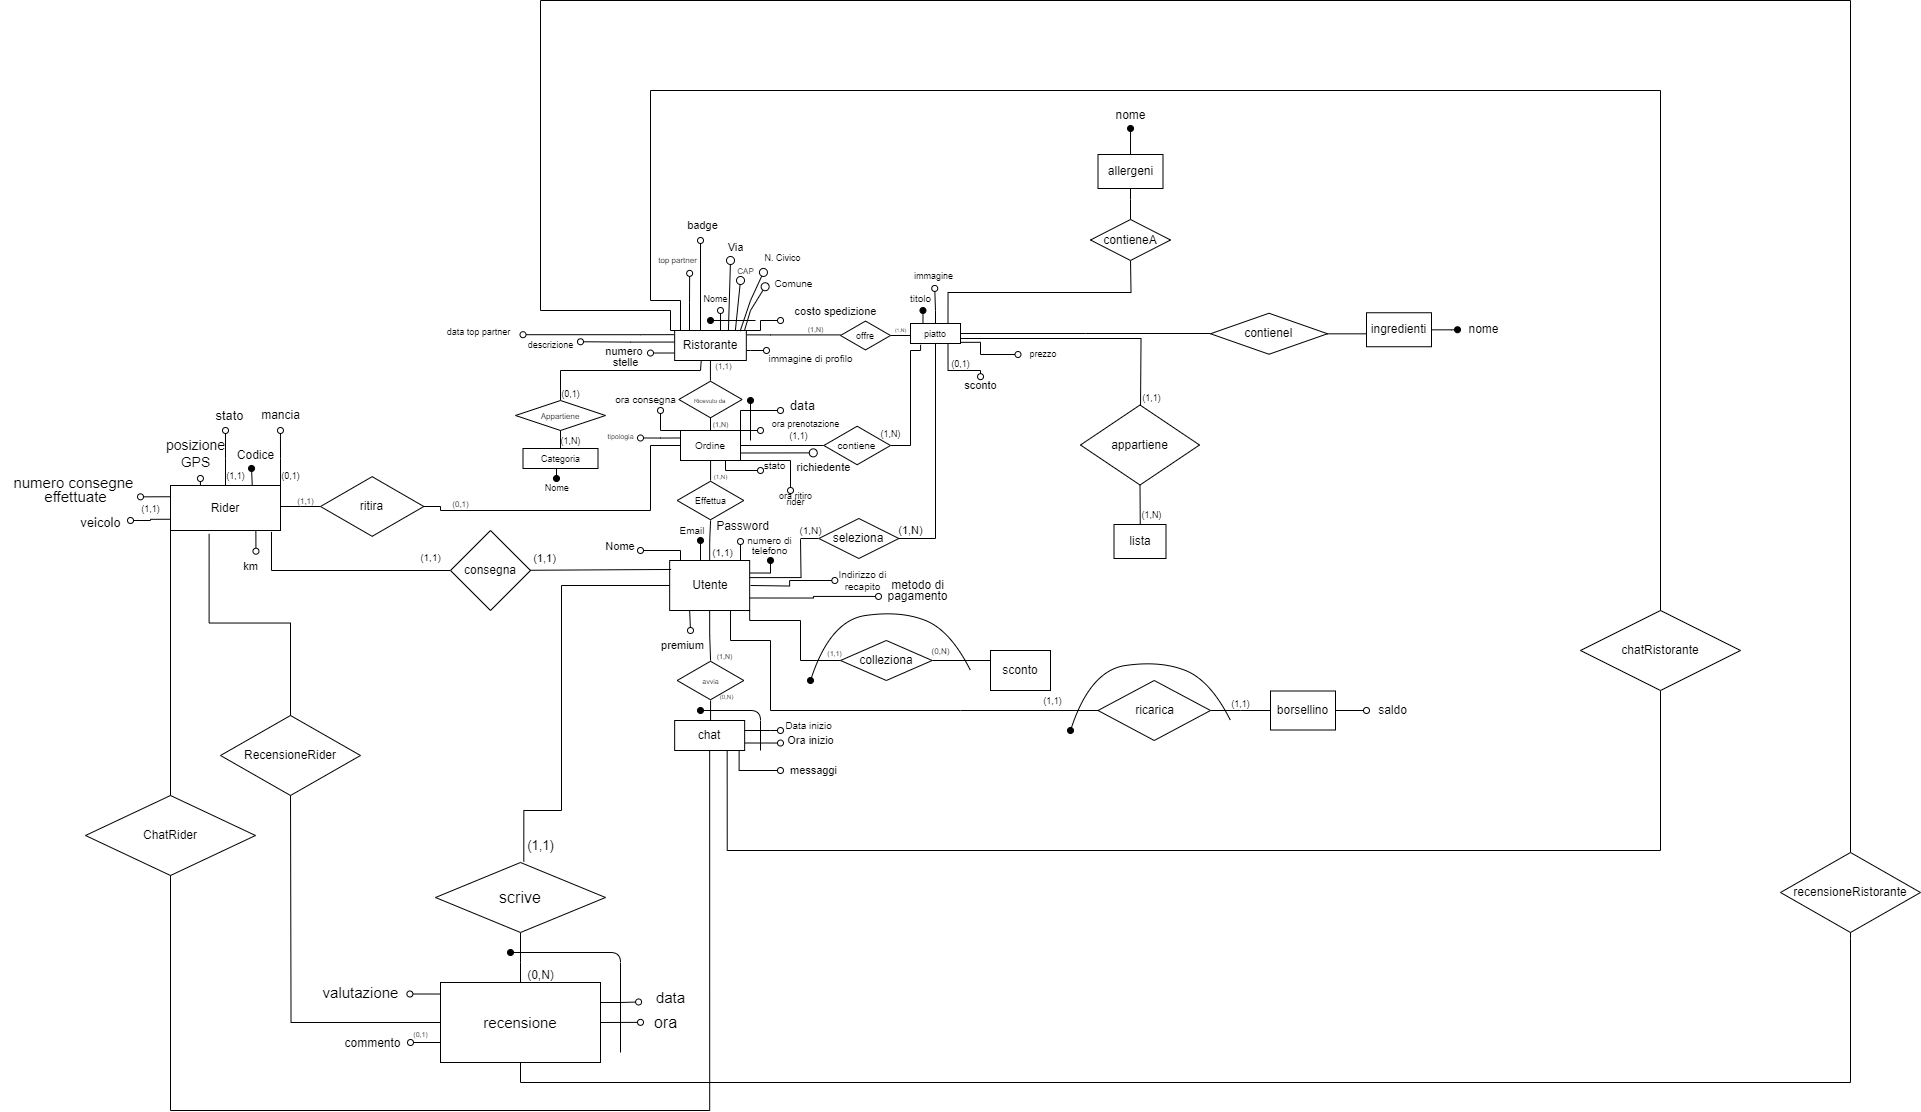 nome
allergeni
contieneA
badge
Via
top partner
CAP
N. Civico
Comune
Nome
costo spedizione
immagine
titolo
data top partner
descrizione
numero
stelle
Ristorante
(1,N)
offre
(1,N)
piatto
contieneI
ingredienti
nome
immagine di profilo
prezzo
(0,1)
sconto
(1,1)
(0,1)
Appartiene
(1,N)
Categoria
Nome
Ricevuto da
ora consegna
(1,N)
data
ora prenotazione
(1,1)
contiene
(1,N)
tipologia
Ordine
richiedente
stato
(1,N)
ora ritiro
rider
(1,1)
appartiene
(1,N)
lista
stato
mancia
posizione
GPS
Codice
(1,1)
(0,1)
numero consegne
effettuate
(1,1)
veicolo
Rider
(1,1)
ritira
(0,1)
km
Effettua
Email
Password
(1,1)
numero di
telefono
Nome
(1,N)
seleziona
(1,N)
(1,1)
consegna
(1,1)
Utente
Indirizzo di
recapito
metodo di
pagamento
premium
(1,N)
avvia
(0,N)
(1,1)
colleziona
(0,N)
sconto
chatRistorante
(1,1)
ricarica
(1,1)
borsellino
saldo
chat
Data inizio
Ora inizio
messaggi
RecensioneRider
ChatRider
(1,1)
scrive
recensioneRistorante
(0,N)
valutazione
recensione
data
ora
(0,1)
commento